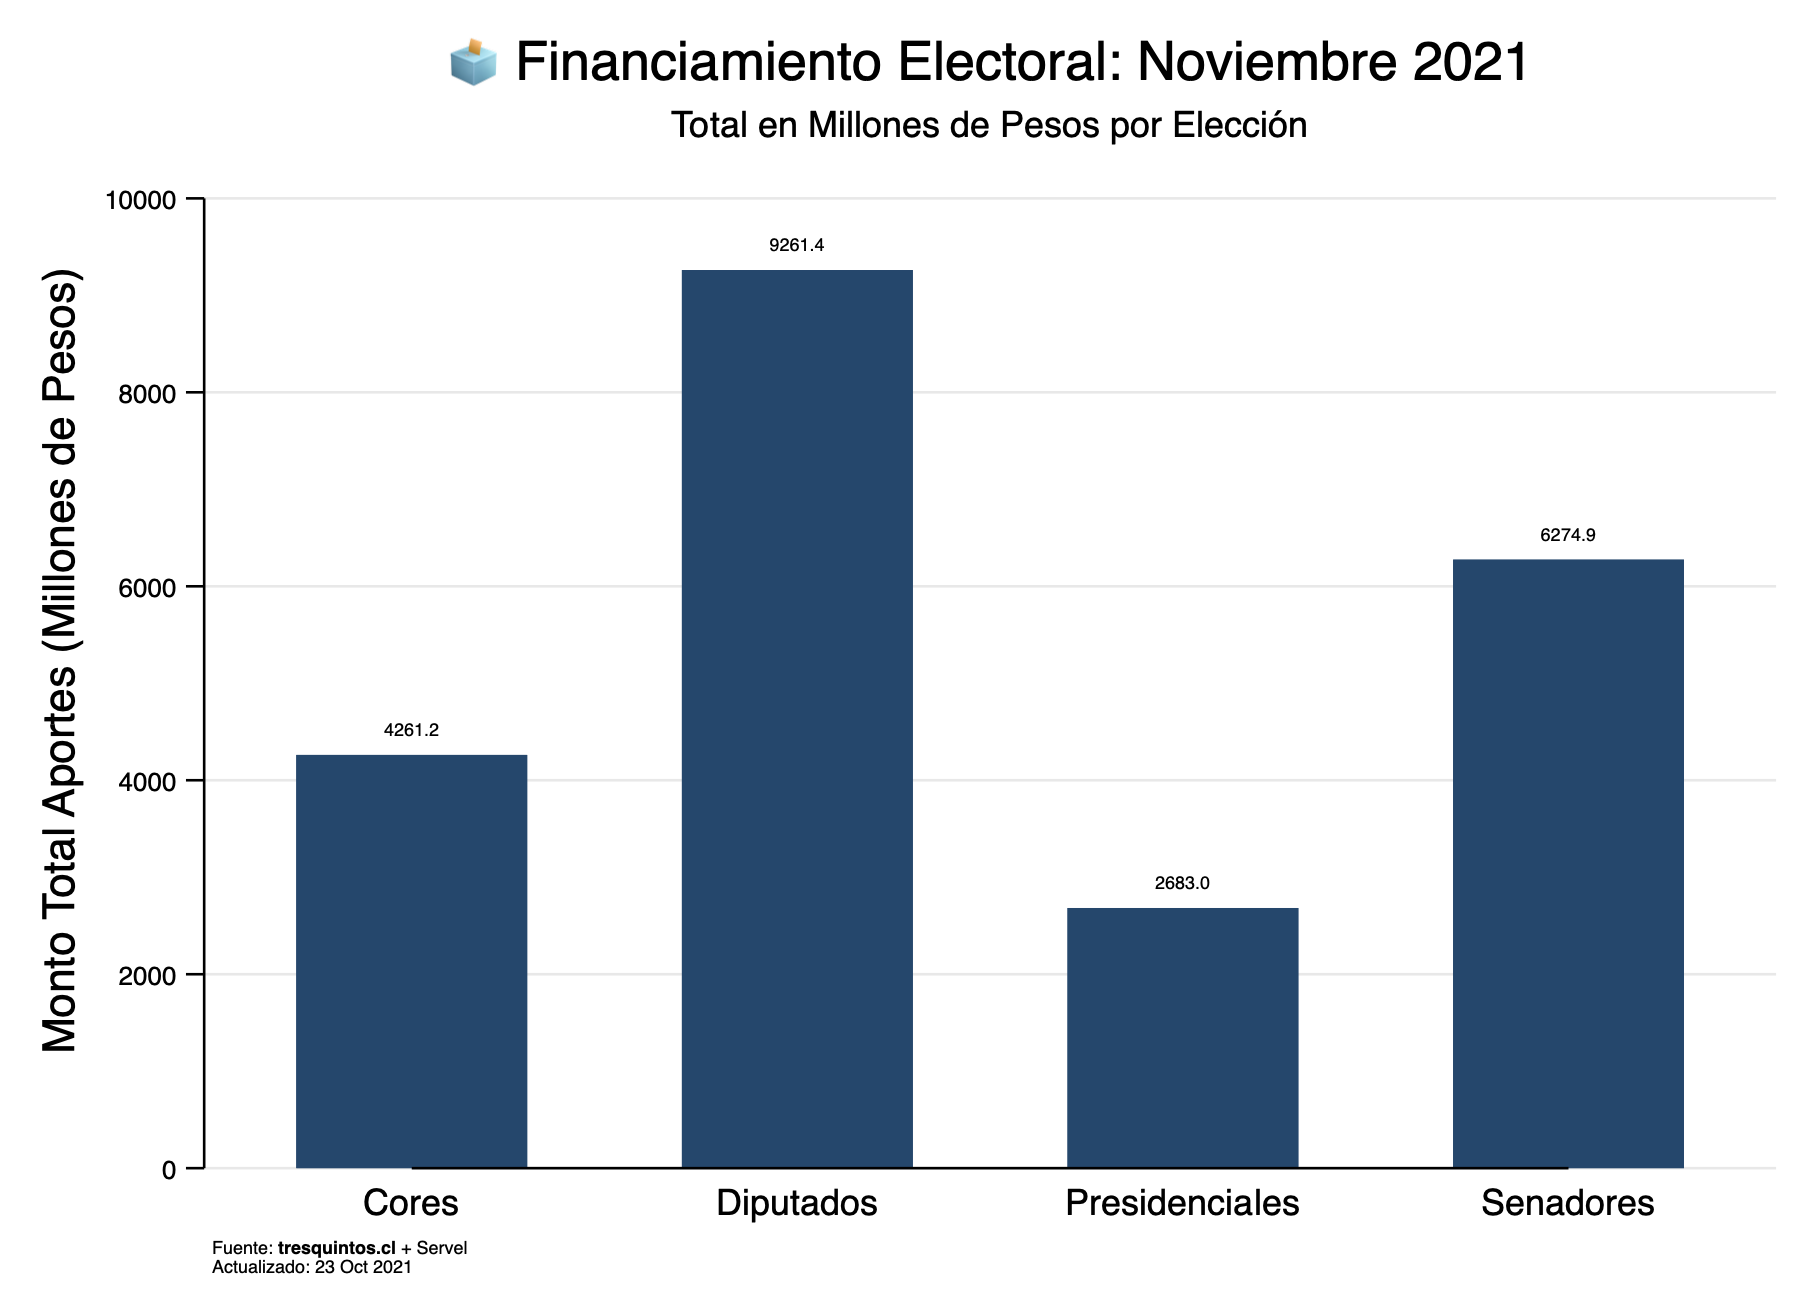 Financiamiento Electoral: Noviembre 2021
Total en Millones de Pesos por Elección
Monto Total Aportes (Millones de Pesos)
10000
8000
6000
4000
2000
0
4261.2
9261.4
2683.0
6274.9
Cores
Diputados
Presidenciales
Senadores
Fuente: tresquintos.cl + Servel
Actualizado: 23 Oct 2021